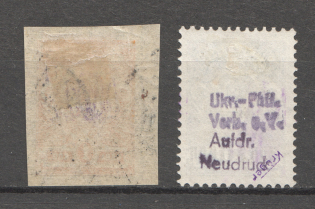 Ukr.-Phil.
Verb. e.V.
Aufdr.
Neudruck